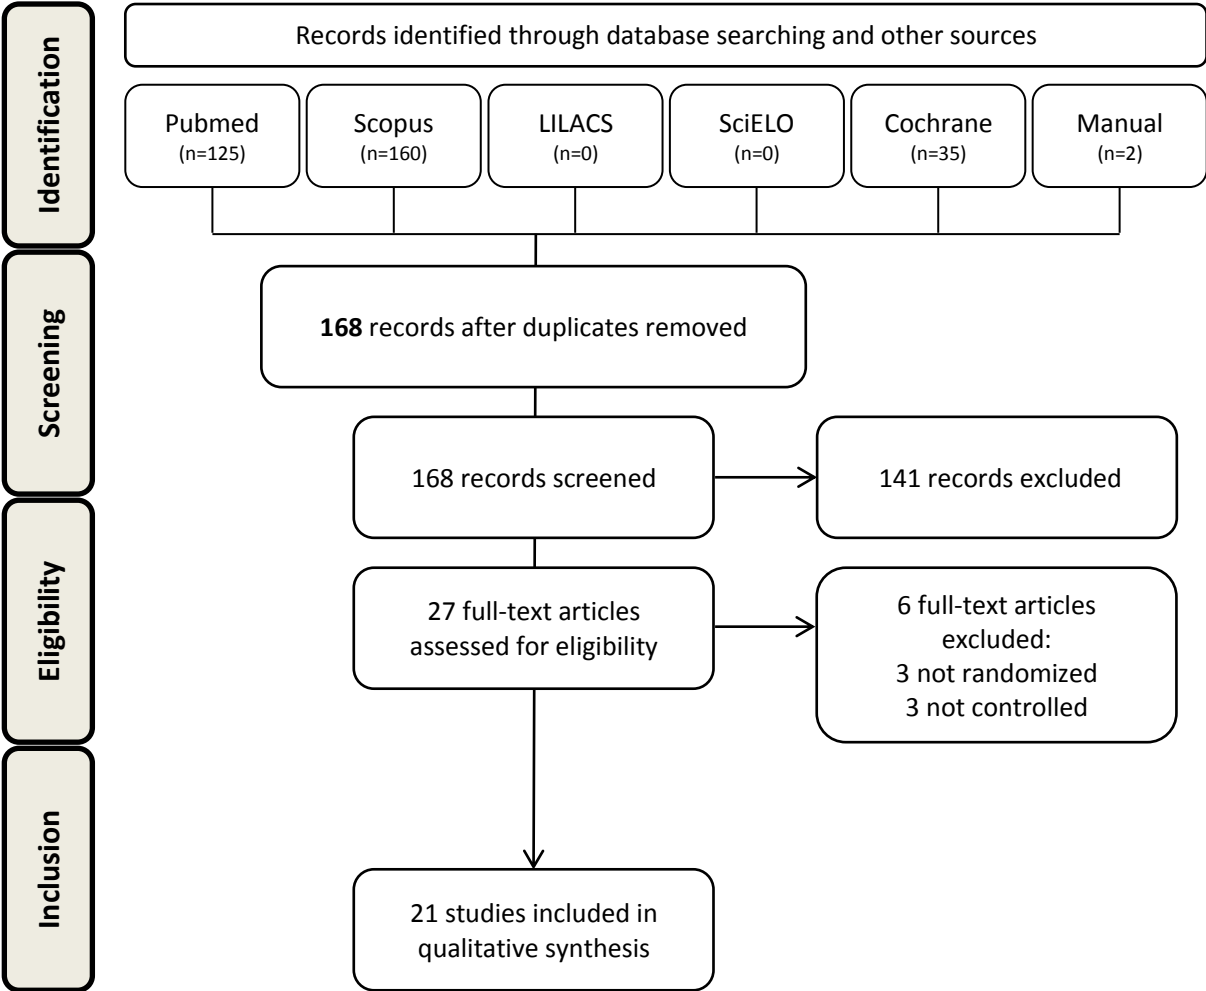 Identification
Records identified through database searching and other sources
Pubmed
(n=125)
Scopus
(n=160)
LILACS
(n=0)
SciELO
(n=0)
Cochrane
(n=35)
Manual
(n=2)
Screening
168 records after duplicates removed
168 records screened
141 records excluded
Eligibility
27 full-text articles
assessed for eligibility
6 full-text articles
excluded:
3 not randomized
3 not controlled
Inclusion
21 studies included in
qualitative synthesis